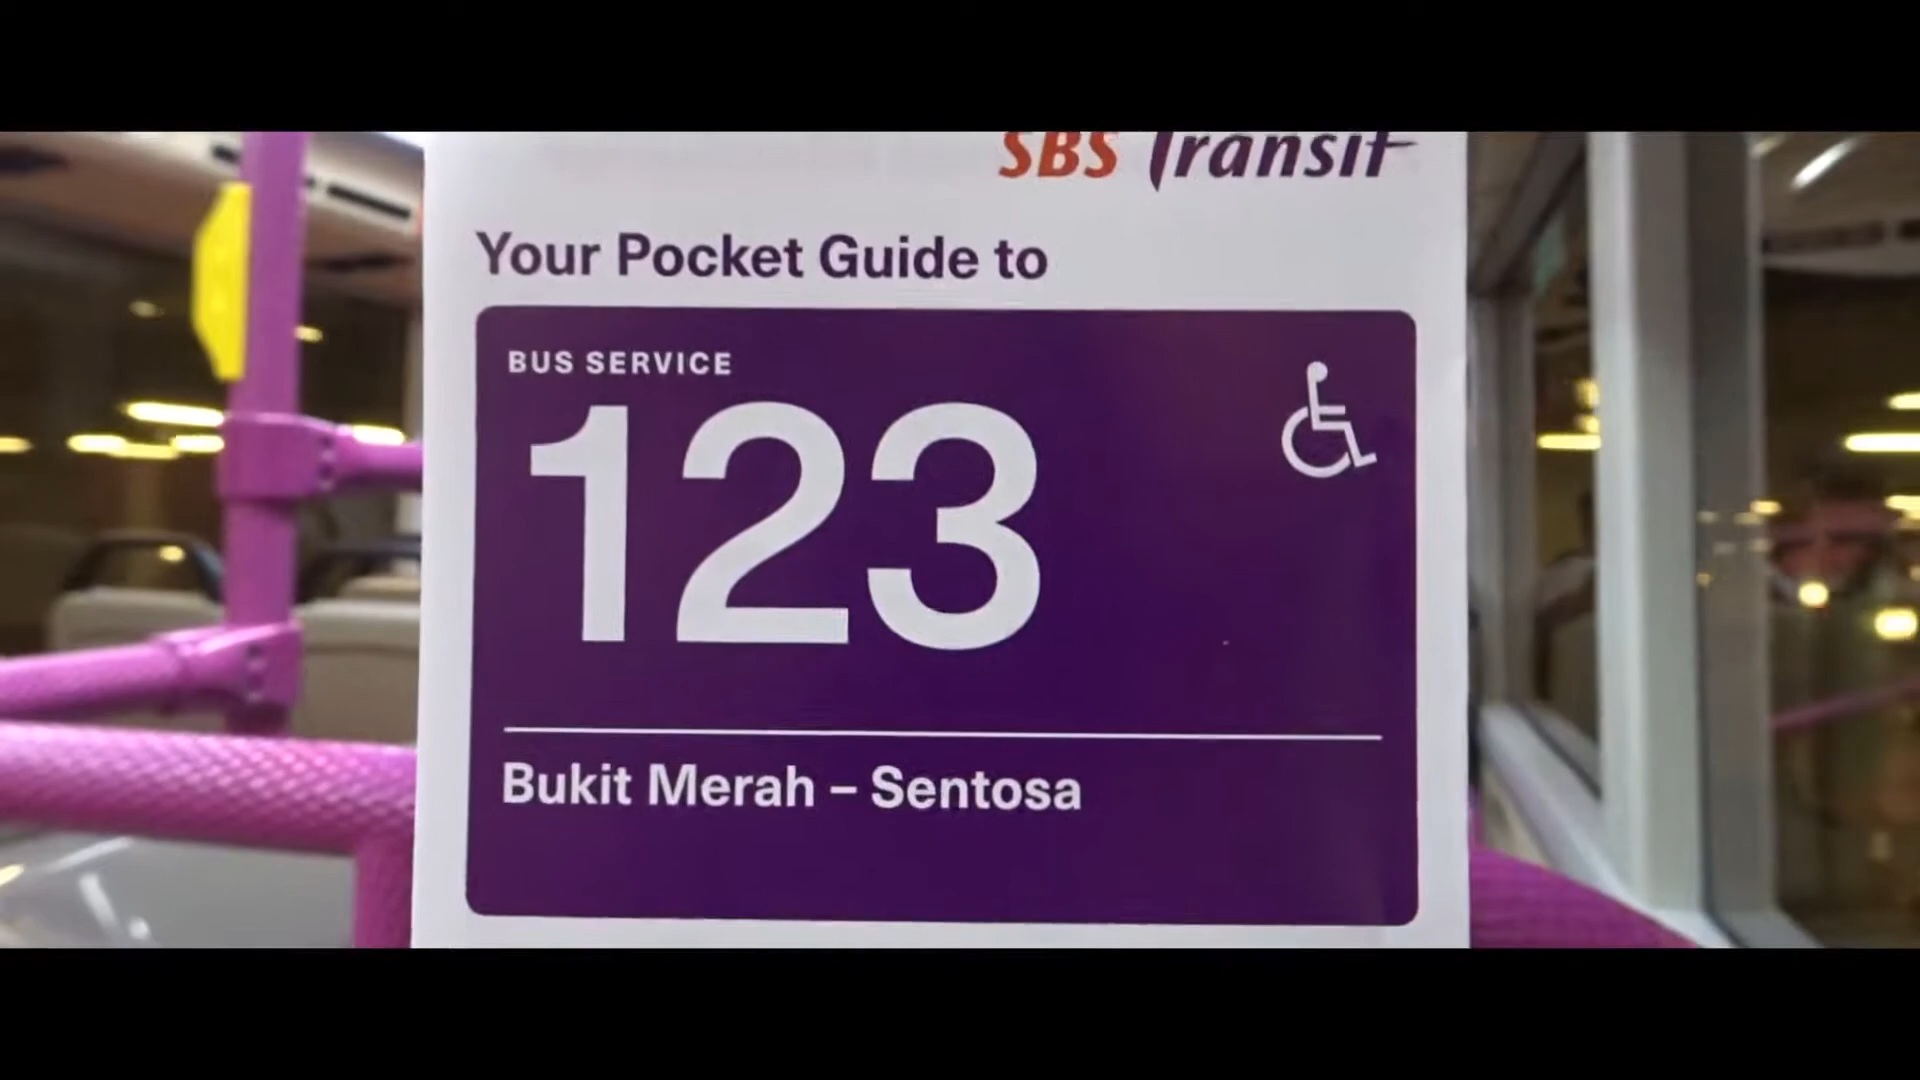 SBS Transit
Your Pocket Guide to
BUS SERVICE
123
Bukit Merah – Sentosa